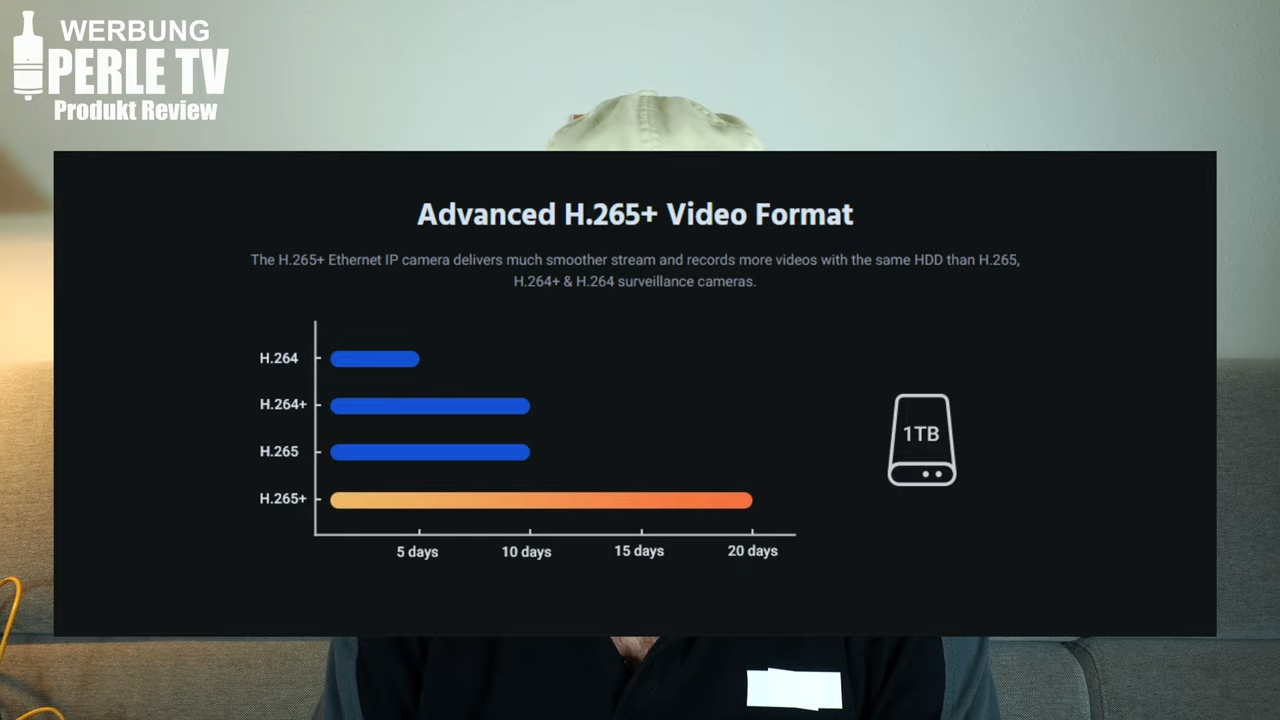 WERBUNG
PERLE TV
Produkt Review
Advanced H.265+ Video Format
The H.265+ Ethernet IP camera delivers much smoother stream and records more videos with the same HDD than H.265,
H.264+ & H.264 surveillance cameras.
H.264
H.264+
H.265
H.265+
5 days 10 days 15 days 20 days
1TB